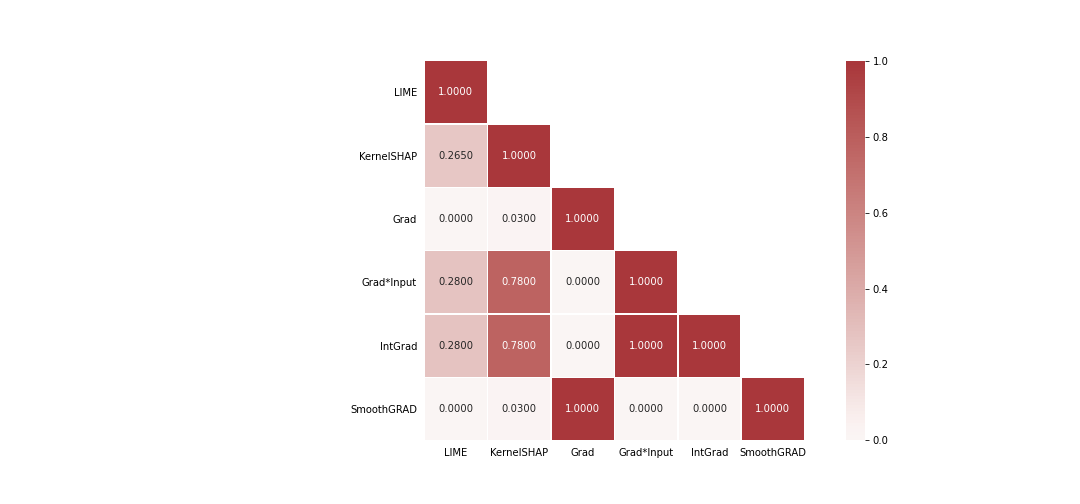 1.0
LIME 1.0000
0.8
KernelSHAP 0.2650 1.0000
Grad 0.0000 0.0300 1.0000
0.6
Grad*Input 0.2800 0.7800 0.0000 1.0000
0.4
IntGrad 0.2800 0.7800 0.0000 1.0000 1.0000
0.2
SmoothGRAD 0.0000 0.0300 1.0000 0.0000 0.0000 1.0000
0.0
LIME KernelSHAP Grad Grad*Input IntGrad SmoothGRAD